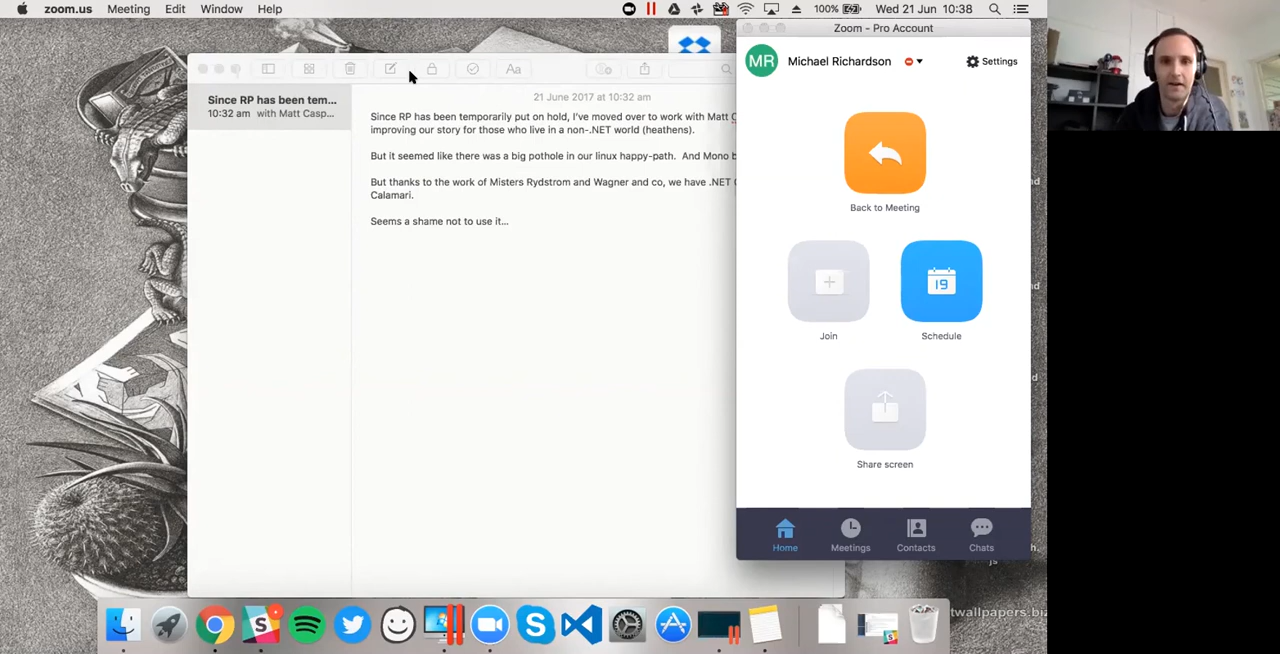 zoom.us Meeting Edit Window Help
100% Wed 21 Jun 10:38
Zoom - Pro Account
MR Michael Richardson
Settings
Aa
Since RP has been tem...
10:32 am with Matt Casp...
21 June 2017 at 10:32 am
Since RP has been temporarily put on hold, I've moved over to work with Matt
improving our story for those who live in a non-.NET world (heathens).
But it seemed like there was a big pothole in our linux happy-path. And Mono
But thanks to the work of Misters Rydstrom and Wagner and co, we have .NET
Calamari.
Seems a shame not to use it...
Back to Meeting
19
Join
Schedule
Share screen
Home
Meetings
Contacts
Chats
js